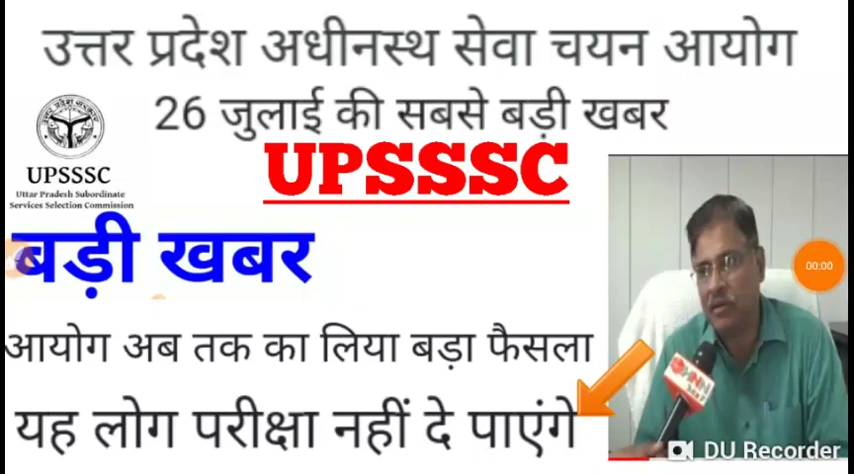 उत्तर प्रदेश अधीनस्थ सेवा चयन आयोग
26 जुलाई की सबसे बड़ी खबर
UPSSSC
UPSSSC
Uttar Pradesh Subordinate
Services Selection Commission
बड़ी खबर
00:00
आयोग अब तक का लिया बड़ा फैसला
यह लोग परीक्षा नहीं दे पाएंगे
DU Recorder